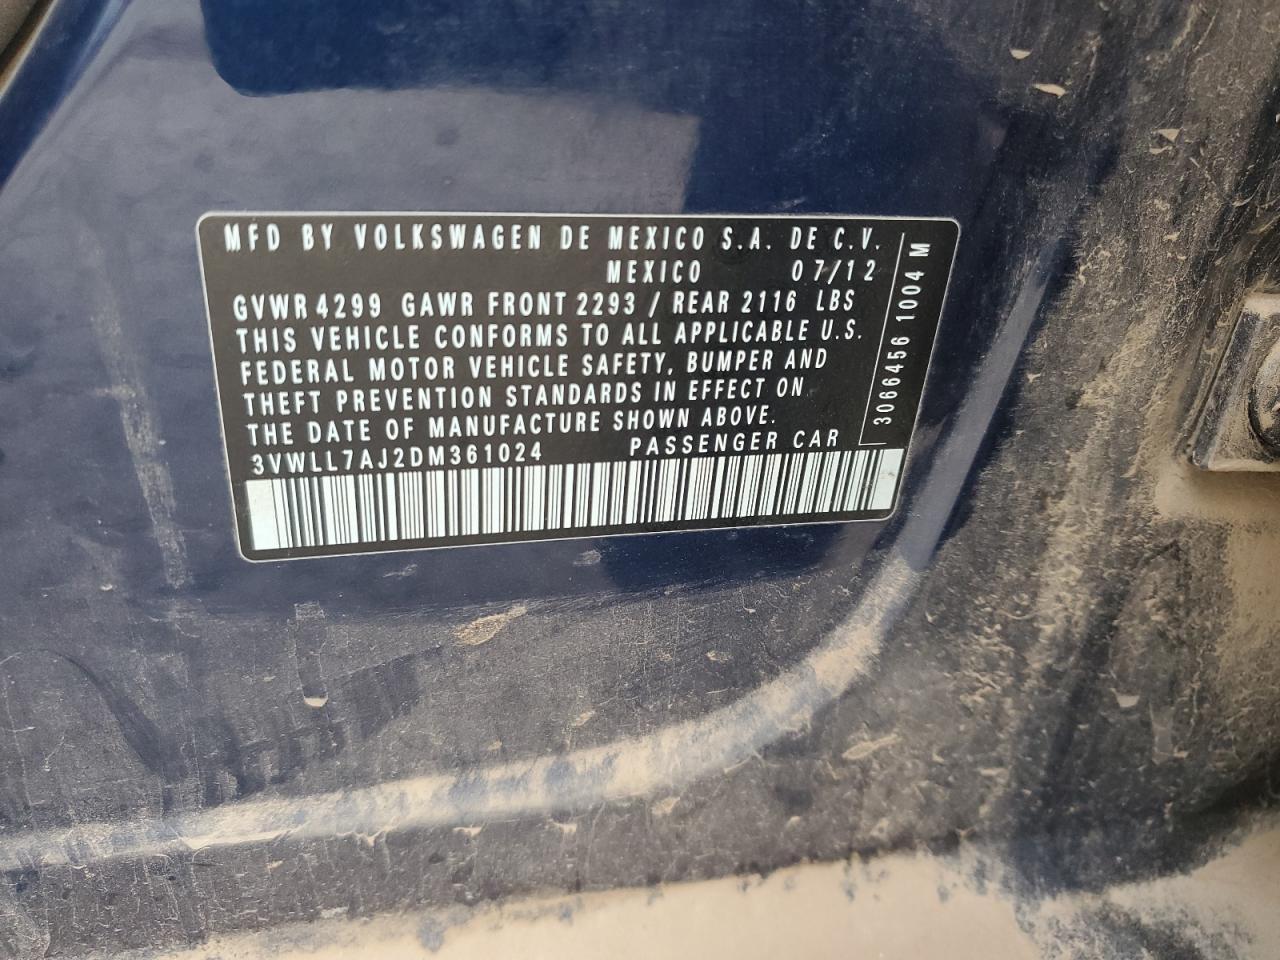 MFD BY VOLKSWAGEN DE MEXICO S.A. DE C.V.
MEXICO 07/12
GVWR 4299 GAWR FRONT 2293 / REAR 2116 LBS
THIS VEHICLE CONFORMS TO ALL APPLICABLE U.S.
FEDERAL MOTOR VEHICLE SAFETY, BUMPER AND
THEFT PREVENTION STANDARDS IN EFFECT ON
THE DATE OF MANUFACTURE SHOWN ABOVE.
3VWLL7AJ2DM361024 PASSENGER CAR
3066456 1004 M